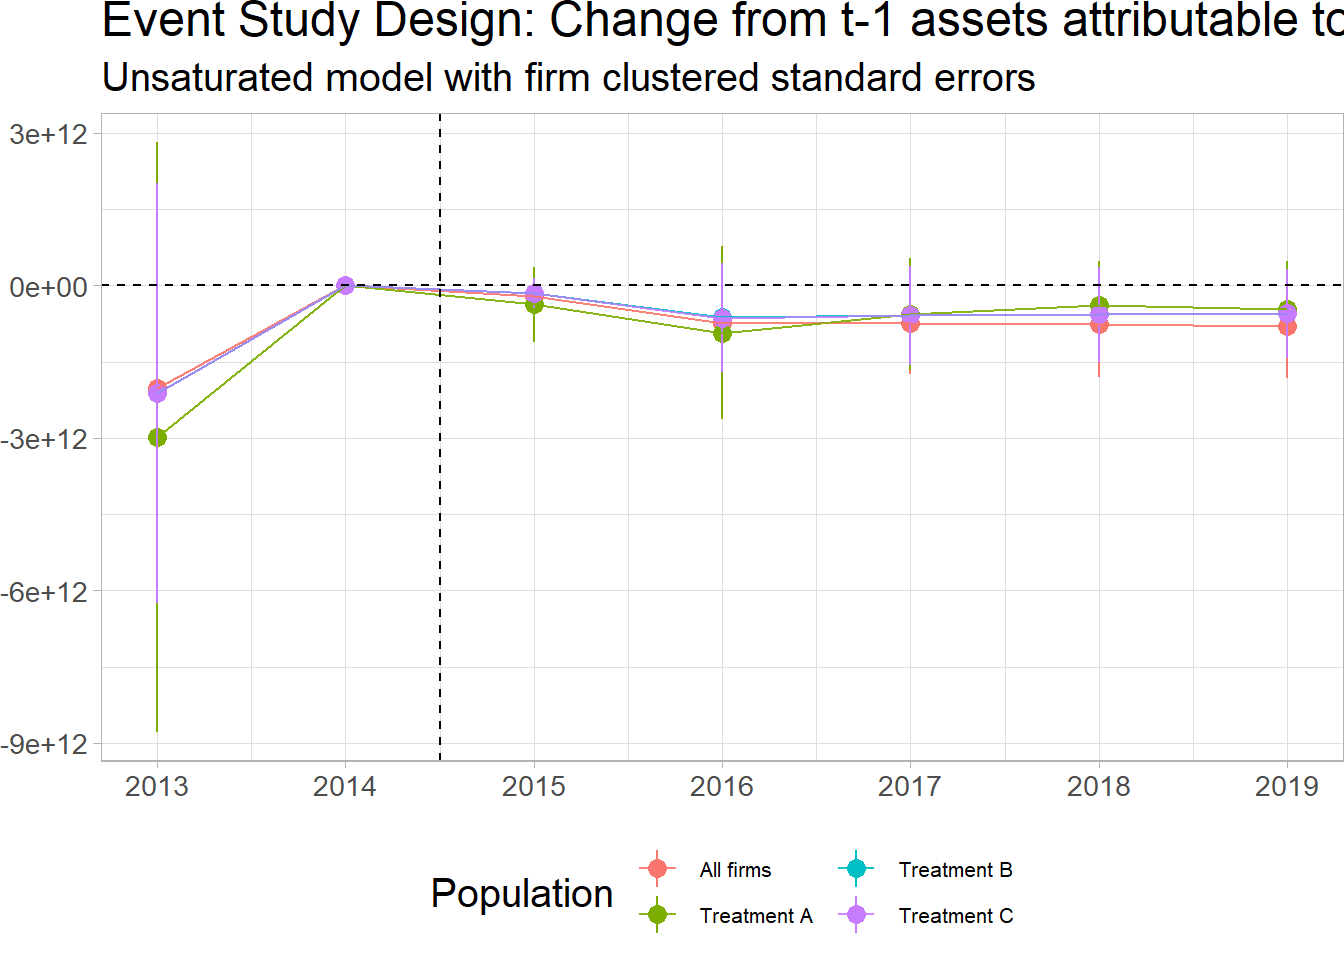 Event Study Design: Change from t-1 assets attributable to
Unsaturated model with firm clustered standard errors
3e+12
0e+00
-3e+12
-6e+12
-9e+12
2013 2014 2015 2016 2017 2018 2019
Population
All firms
Treatment A
Treatment B
Treatment C